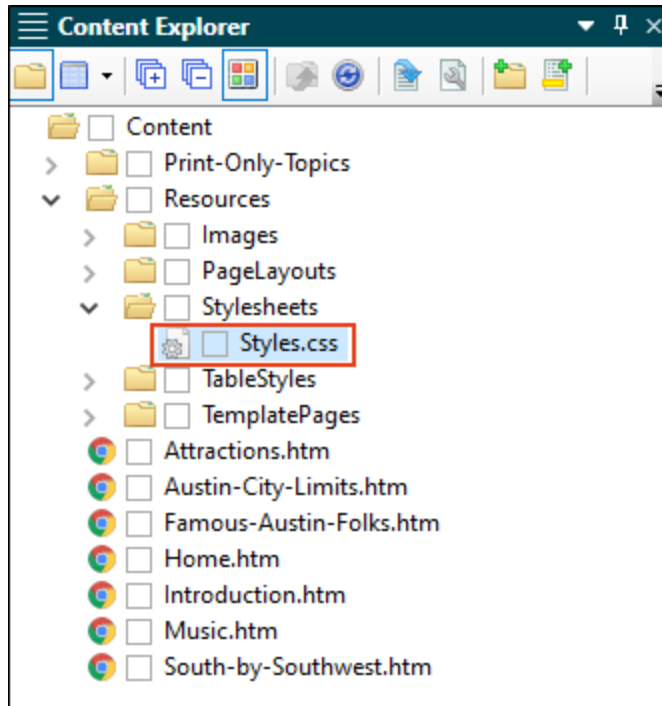 Content Explorer
Content
Print-Only-Topics
Resources
Images
PageLayouts
Stylesheets
Styles.css
TableStyles
TemplatePages
Attractions.htm
Austin-City-Limits.htm
Famous-Austin-Folks.htm
Home.htm
Introduction.htm
Music.htm
South-by-Southwest.htm